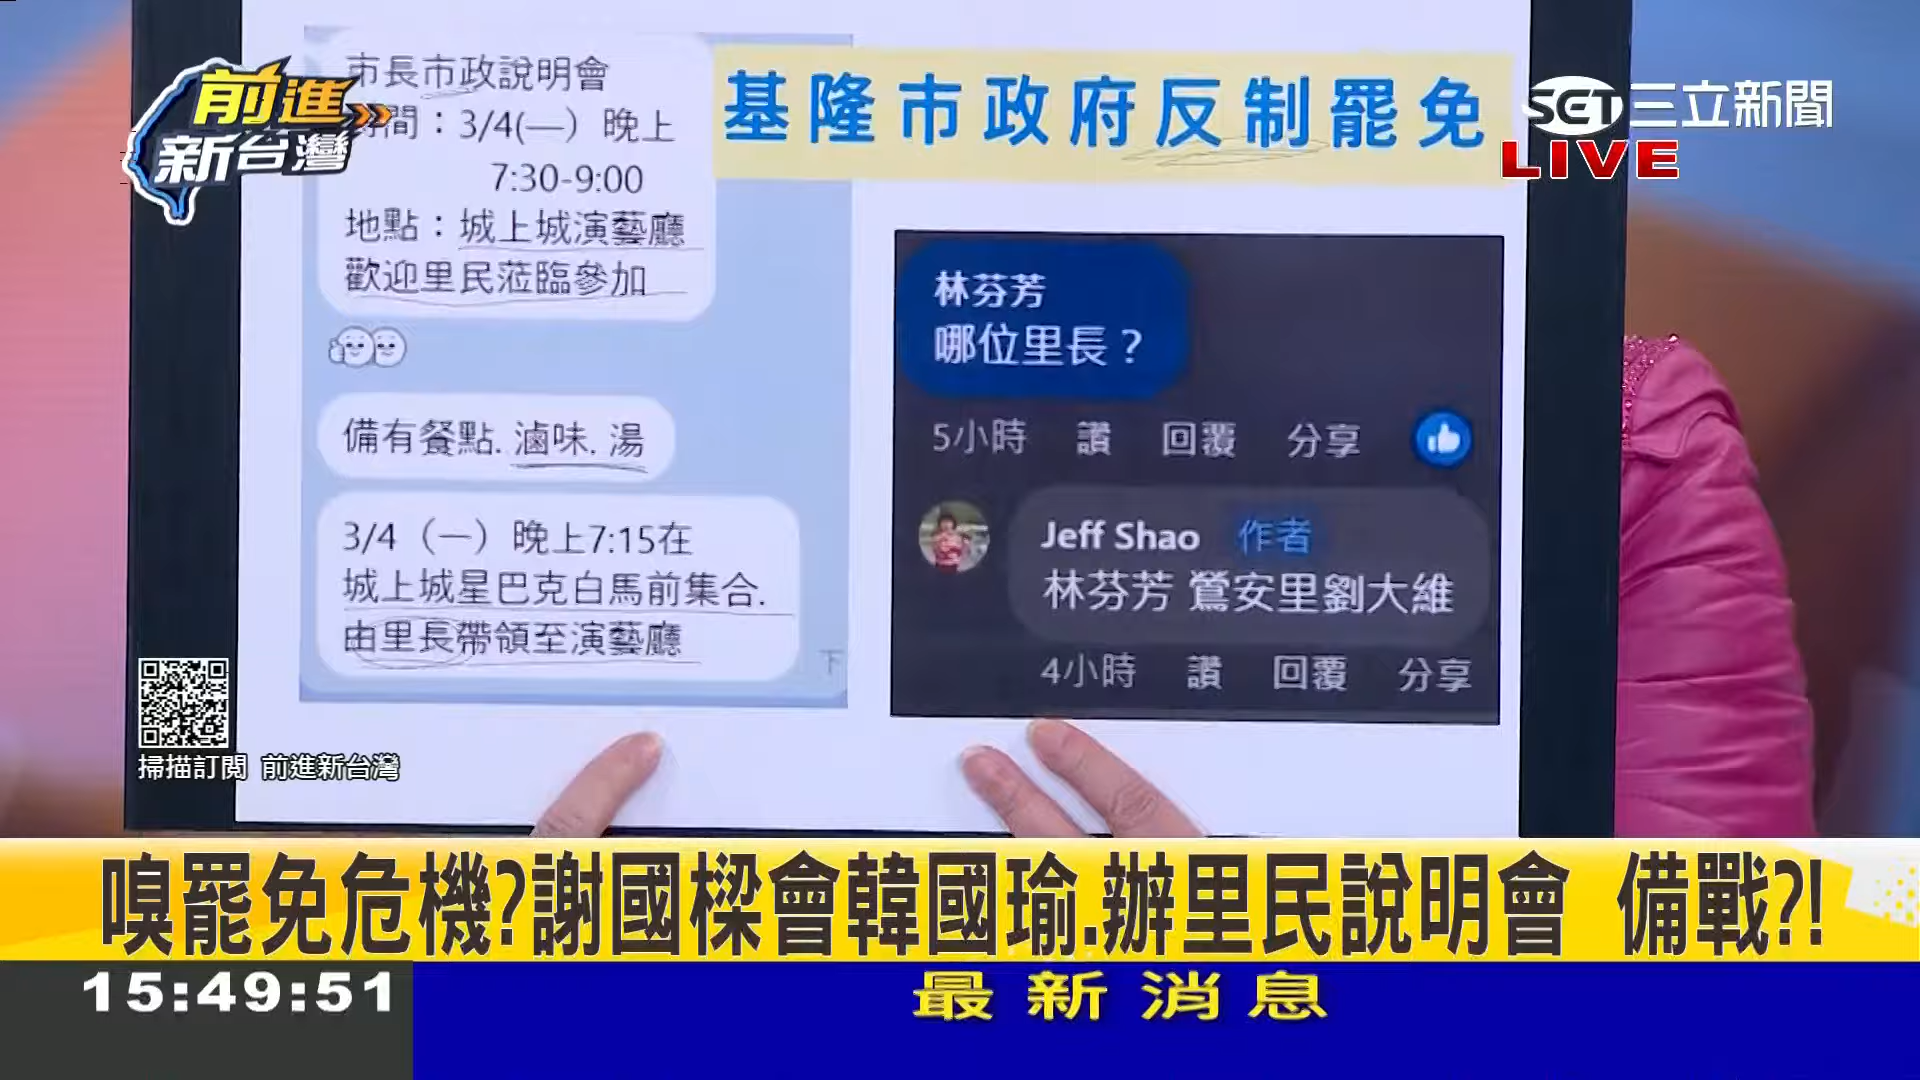 前進
新台灣
市長市政說明會
時間：3/4(一）晚上
7:30-9:00
地點：城上城演藝廳
歡迎里民蒞臨參加
備有餐點. 滷味. 湯
3/4（一）晚上7:15在
城上城星巴克白馬前集合.
由里長帶領至演藝廳
下
基隆市政府反制罷免
SET三立新聞
LIVE
林芬芳
哪位里長？
5小時 讚 回覆 分享
Jeff Shao 作者
林芬芳 鶯安里劉大維
4小時 讚 回覆 分享
掃描訂閱 前進新台灣
嗅罷免危機?謝國樑會韓國瑜.辦里民說明會 備戰?!
15:49:51
最新消息